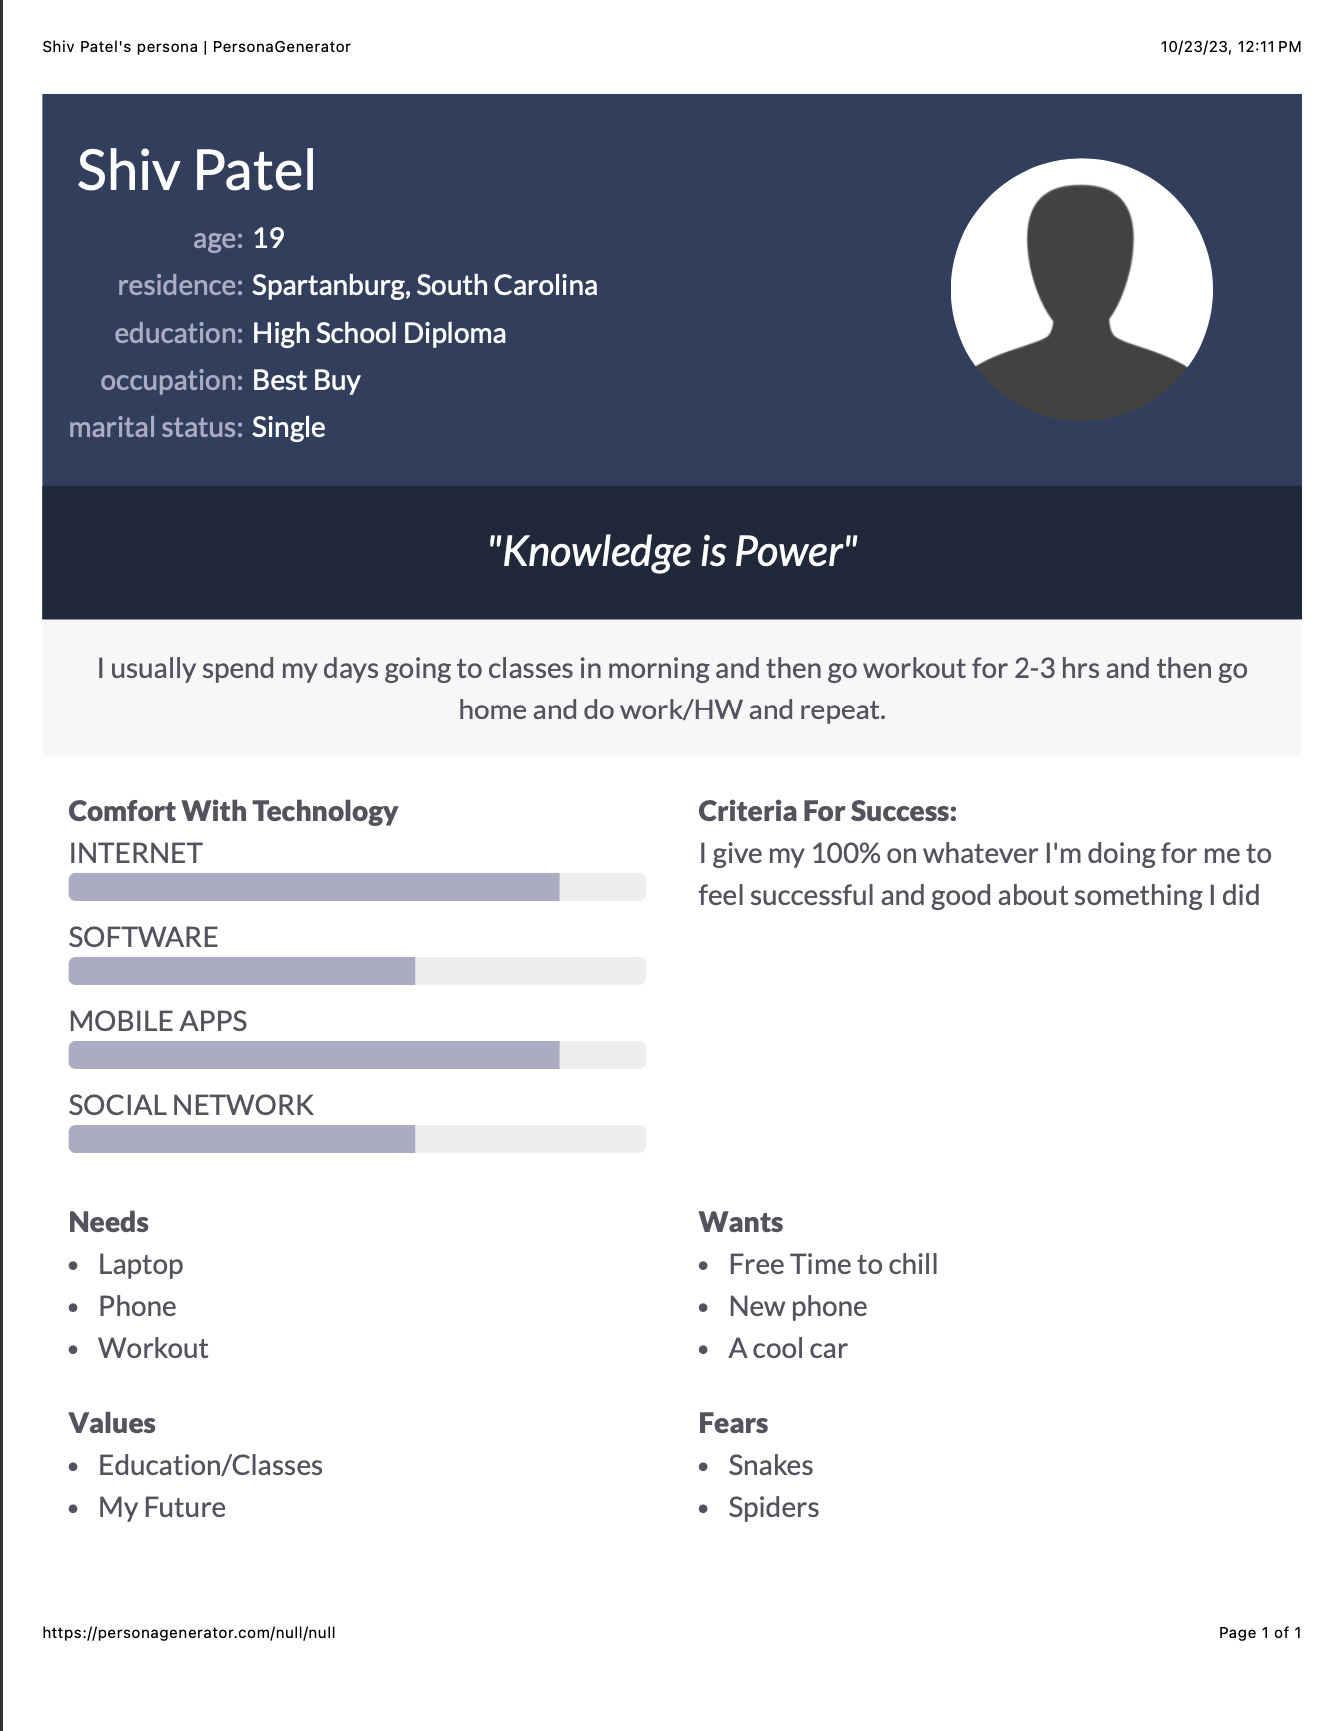 Shiv Patel's persona | PersonaGenerator
10/23/23, 12:11 PM
Shiv Patel
age: 19
residence: Spartanburg, South Carolina
education: High School Diploma
occupation: Best Buy
marital status: Single
"Knowledge is Power"
I usually spend my days going to classes in morning and then go workout for 2-3 hrs and then go
home and do work/HW and repeat.
Comfort With Technology
INTERNET
SOFTWARE
MOBILE APPS
SOCIAL NETWORK
Criteria For Success:
I give my 100% on whatever I'm doing for me to
feel successful and good about something I did
Needs
• Laptop
• Phone
• Workout
Wants
• Free Time to chill
• New phone
• A cool car
Values
• Education/Classes
• My Future
Fears
• Snakes
• Spiders
https://personagenerator.com/null/null
Page 1 of 1